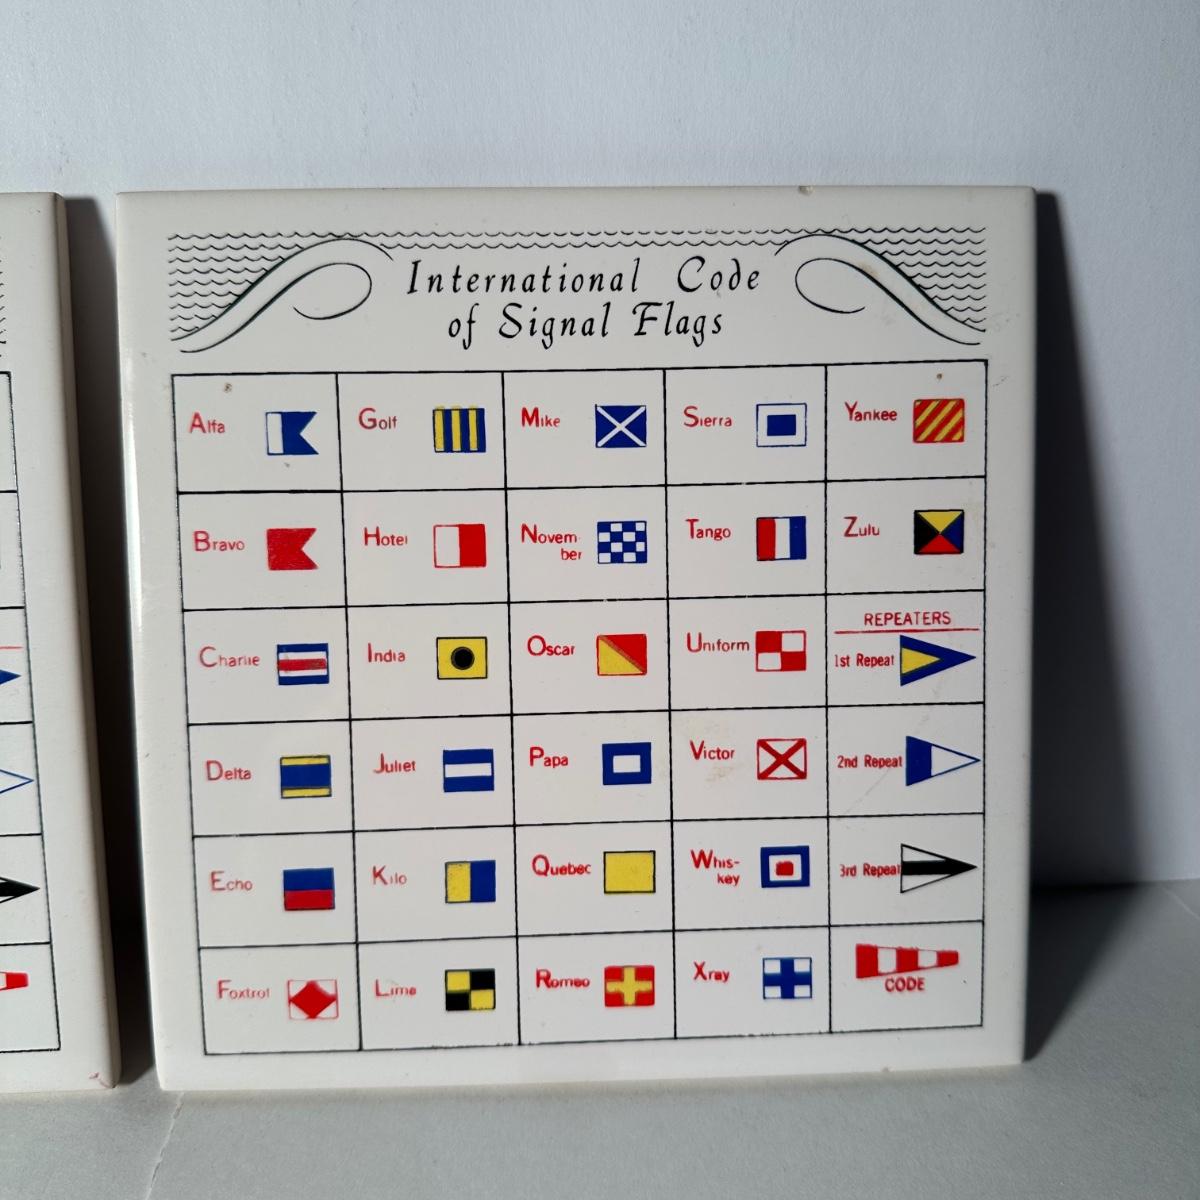 International Code
of Signal Flags
Alfa
Golf
Mike
Sierra
Yankee
Bravo
Hotel
Novem-
ber
Tango
Zulu
Charlie
India
Oscar
Uniform
REPEATERS
1st Repeat
Delta
Juliet
Papa
Victor
2nd Repeat
Echo
Kilo
Quebec
Whis-
key
3rd Repeat
Foxtrot
Lima
Romeo
Xray
CODE